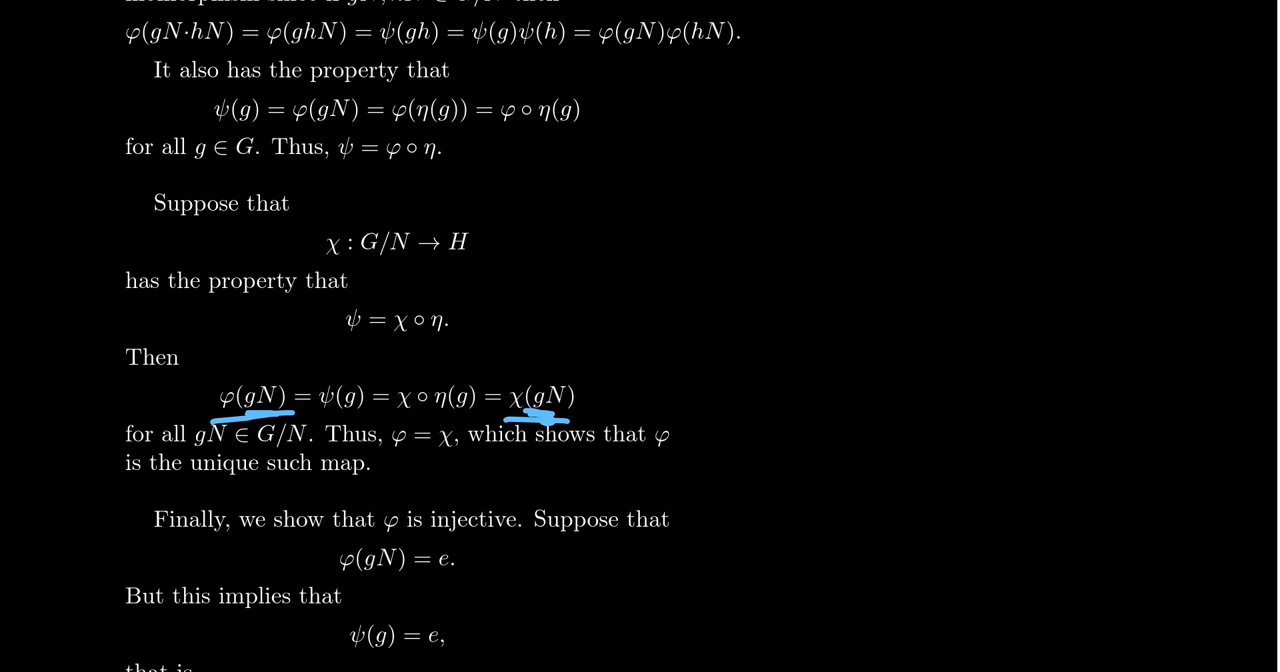 φ(gN·hN) = φ(ghN) = ψ(gh) = ψ(g)ψ(h) = φ(gN)φ(hN).
It also has the property that
ψ(g) = φ(gN) = φ(η(g)) = φ ∘ η(g)
for all g ∈ G. Thus, ψ = φ ∘ η.
Suppose that
χ : G/N → H
has the property that
ψ = χ ∘ η.
Then
φ(gN) = ψ(g) = χ ∘ η(g) = χ(gN)
for all gN ∈ G/N. Thus, φ = χ, which shows that φ
is the unique such map.
Finally, we show that φ is injective. Suppose that
φ(gN) = e.
But this implies that
ψ(g) = e,
that is